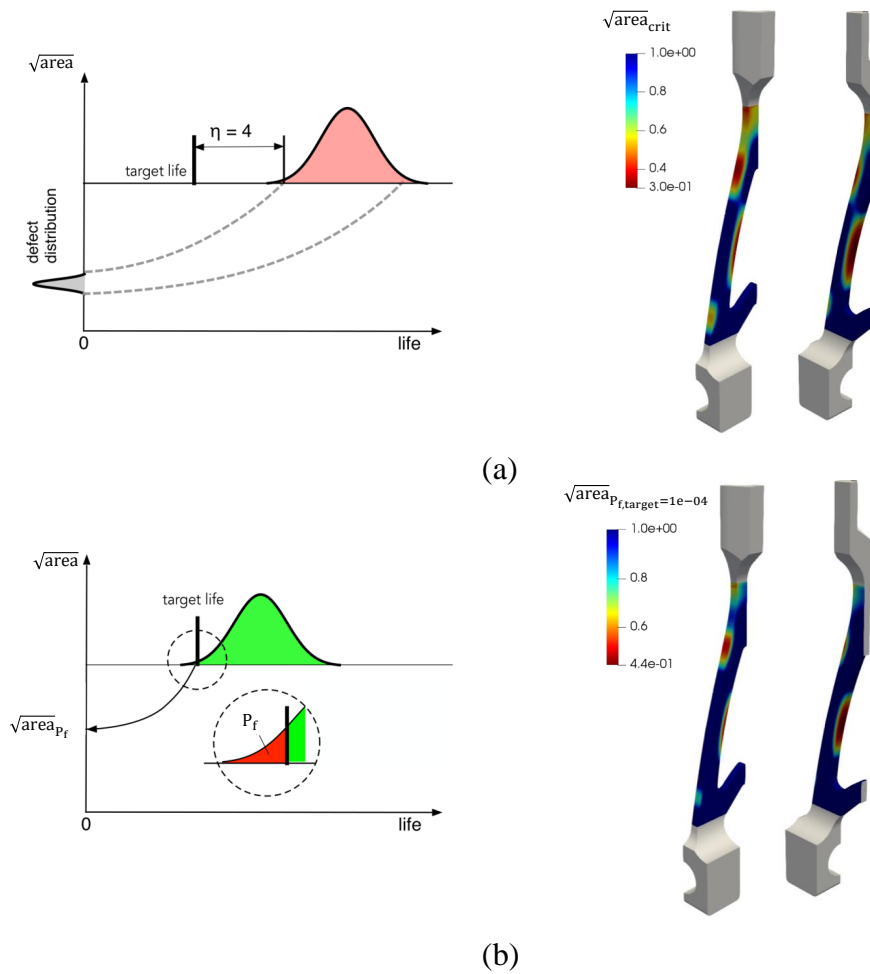 √area
η = 4
target life
defect
distribution
0
life
√area_crit
1.0e+00
0.8
0.6
0.4
3.0e-01
(a)
√area
target life
√area_Pf
Pf
0
life
√area_Pf,target=1e-04
1.0e+00
0.8
0.6
4.4e-01
(b)